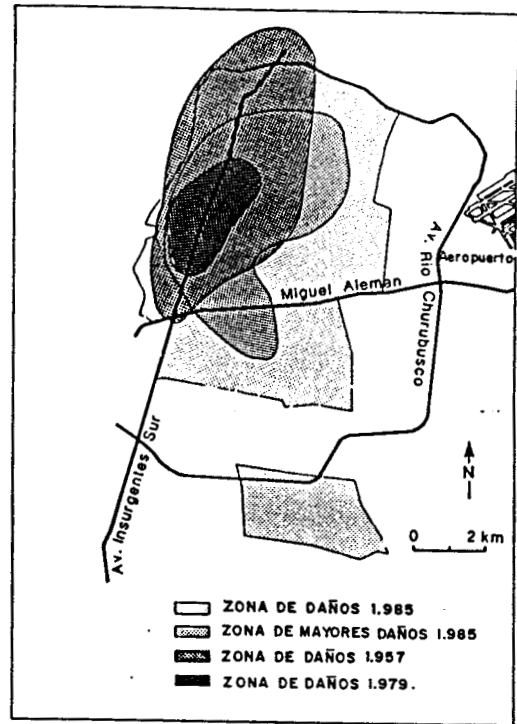 Aeropuerto
Miguel Aleman
Av. Rio Churubusco
Av. Insurgentes Sur
N
0 2 km
ZONA DE DAÑOS 1.985
ZONA DE MAYORES DAÑOS 1.985
ZONA DE DAÑOS 1.957
ZONA DE DAÑOS 1.979.